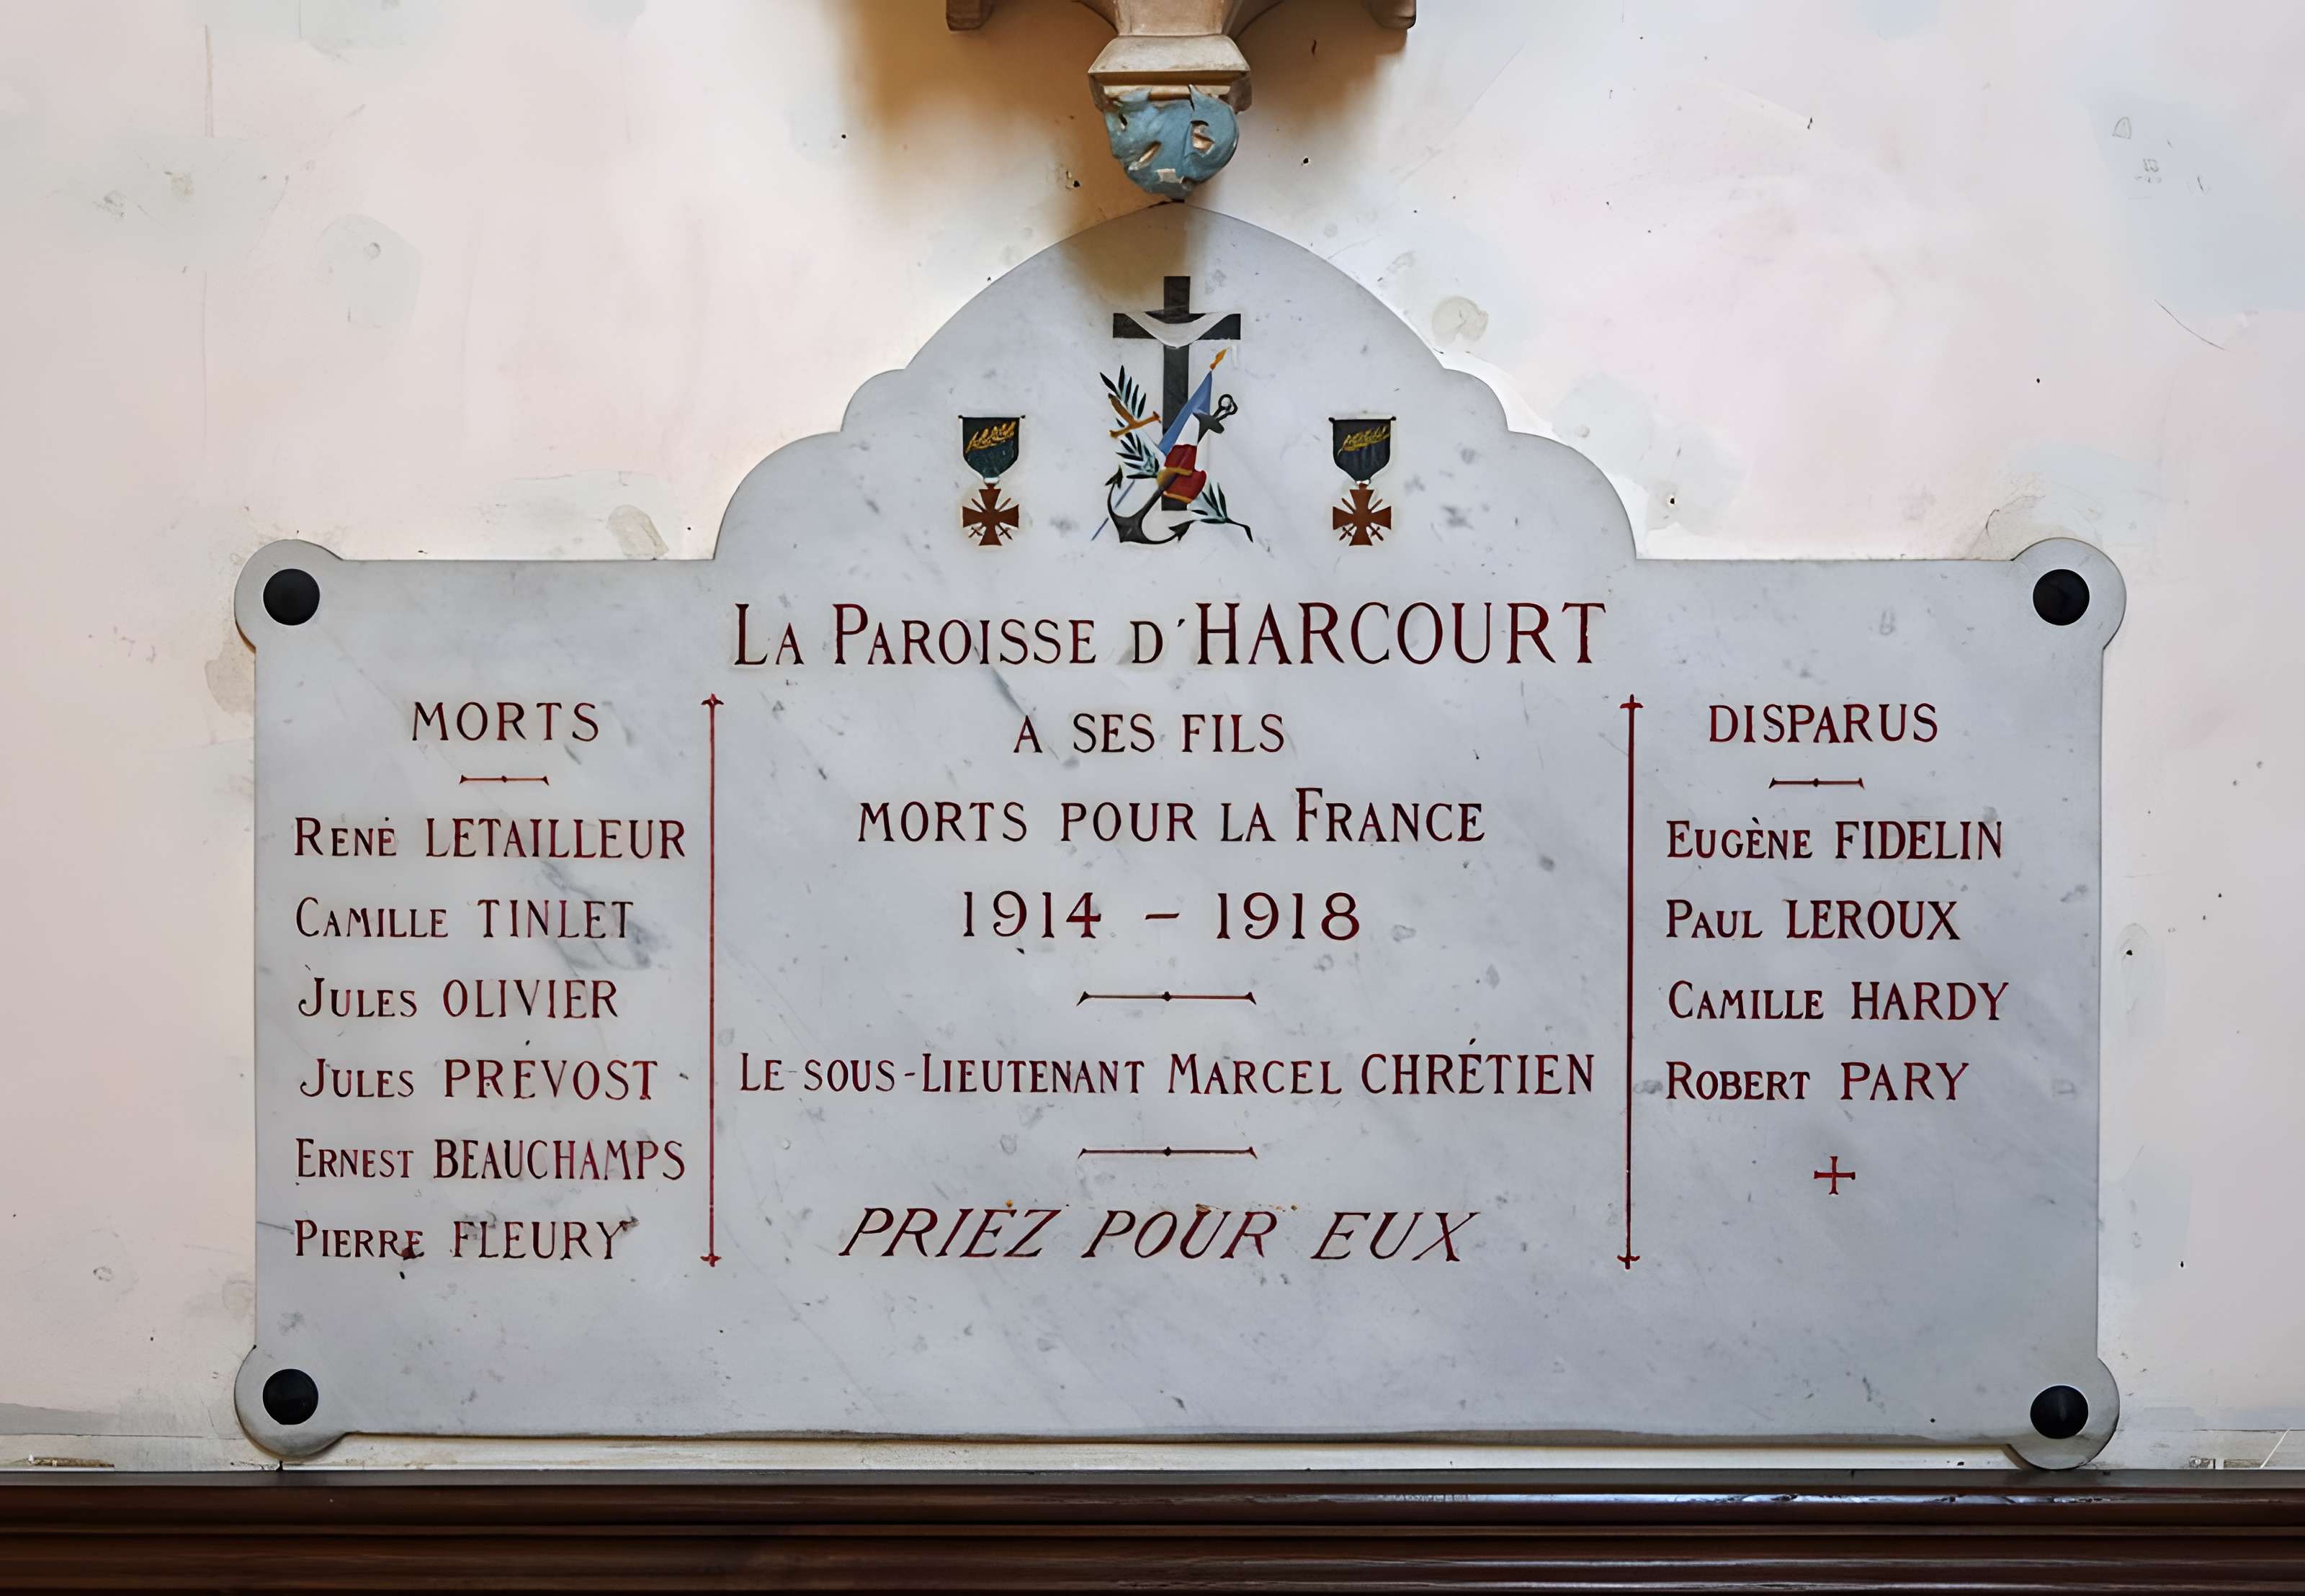 La Paroisse d'HARCOURT
A SES FILS
MORTS POUR LA FRANCE
1914 - 1918
LE SOUS-LIEUTENANT MARCEL CHRÉTIEN
PRIEZ POUR EUX
MORTS
RENÉ LETAILLEUR
CAMILLE TINLET
JULES OLIVIER
JULES PRÉVOST
ERNEST BEAUCHAMPS
PIERRE FLEURY
DISPARUS
EUGÈNE FIDELIN
PAUL LEROUX
CAMILLE HARDY
ROBERT PARY